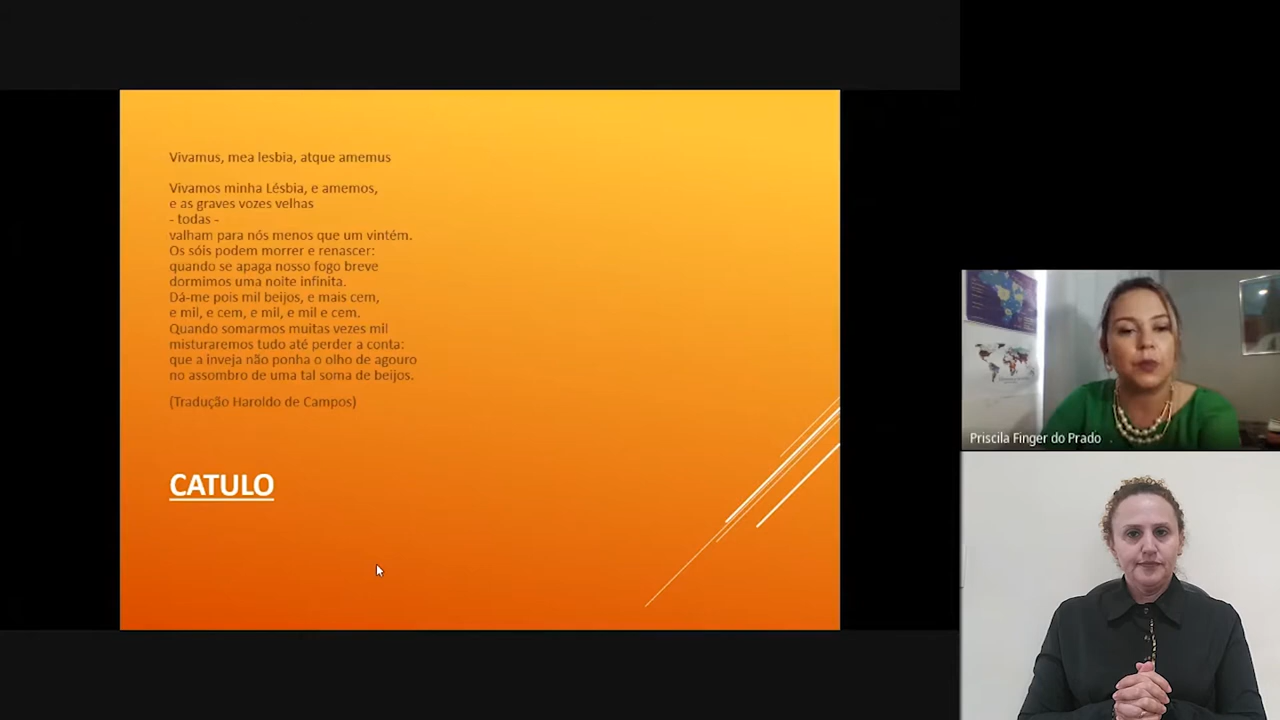 Vivamus, mea lesbia, atque amemus
Vivamos minha Lésbia, e amemos,
e as graves vozes velhas
- todas -
valham para nós menos que um vintém.
Os sóis podem morrer e renascer:
quando se apaga nosso fogo breve
dormimos uma noite infinita.
Dá-me pois mil beijos, e mais cem,
e mil, e cem, e mil, e mil e cem.
Quando somarmos muitas vezes mil
misturaremos tudo até perder a conta:
que a inveja não ponha o olho de agouro
no assombro de uma tal soma de beijos.
(Tradução Haroldo de Campos)
CATULO
Priscila Finger do Prado